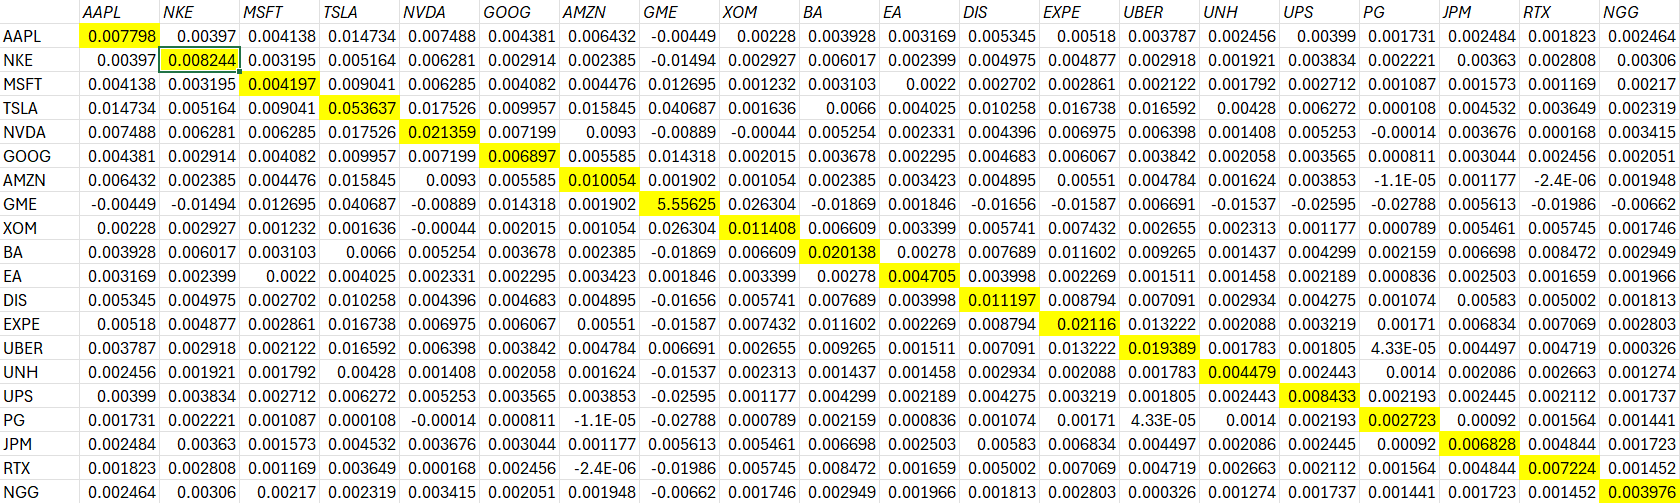 AAPL NKE MSFT TSLA NVDA GOOG AMZN GME XOM BA EA DIS EXPE UBER UNH UPS PG JPM RTX NGG
AAPL 0.007798 0.00397 0.004138 0.014734 0.007488 0.004381 0.006432 -0.00449 0.00228 0.003928 0.003169 0.005345 0.00518 0.003787 0.002456 0.00399 0.001731 0.002484 0.001823 0.002464
NKE 0.00397 0.008244 0.003195 0.005164 0.006281 0.002914 0.002385 -0.01494 0.002927 0.006017 0.002399 0.004975 0.004877 0.002918 0.001921 0.003834 0.002221 0.00363 0.002808 0.00306
MSFT 0.004138 0.003195 0.004197 0.009041 0.006285 0.004082 0.004476 0.012695 0.001232 0.003103 0.0022 0.002702 0.002861 0.002122 0.001792 0.002712 0.001087 0.001573 0.001169 0.00217
TSLA 0.014734 0.005164 0.009041 0.053637 0.017526 0.009957 0.015845 0.040687 0.001636 0.0066 0.004025 0.010258 0.016738 0.016592 0.00428 0.006272 0.000108 0.004532 0.003649 0.002319
NVDA 0.007488 0.006281 0.006285 0.017526 0.021359 0.007199 0.0093 -0.00889 -0.00044 0.005254 0.002331 0.004396 0.006975 0.006398 0.001408 0.005253 -0.00014 0.003676 0.000168 0.003415
GOOG 0.004381 0.002914 0.004082 0.009957 0.007199 0.006897 0.005585 0.014318 0.002015 0.003678 0.002295 0.004683 0.006067 0.003842 0.002058 0.003565 0.000811 0.003044 0.002456 0.002051
AMZN 0.006432 0.002385 0.004476 0.015845 0.0093 0.005585 0.010054 0.001902 0.001054 0.002385 0.003423 0.004895 0.00551 0.004784 0.001624 0.003853 -1.1E-05 0.001177 -2.4E-06 0.001948
GME -0.00449 -0.01494 0.012695 0.040687 -0.00889 0.014318 0.001902 5.55625 0.026304 -0.01869 0.001846 -0.01656 -0.01587 0.006691 -0.01537 -0.02595 -0.02788 0.005613 -0.01986 -0.00662
XOM 0.00228 0.002927 0.001232 0.001636 -0.00044 0.002015 0.001054 0.026304 0.011408 0.006609 0.003399 0.005741 0.007432 0.002655 0.002313 0.001177 0.000789 0.005461 0.005745 0.001746
BA 0.003928 0.006017 0.003103 0.0066 0.005254 0.003678 0.002385 -0.01869 0.006609 0.020138 0.00278 0.007689 0.011602 0.009265 0.001437 0.004299 0.002159 0.006698 0.008472 0.002949
EA 0.003169 0.002399 0.0022 0.004025 0.002331 0.002295 0.003423 0.001846 0.003399 0.00278 0.004705 0.003998 0.002269 0.001511 0.001458 0.002189 0.000836 0.002503 0.001659 0.001966
DIS 0.005345 0.004975 0.002702 0.010258 0.004396 0.004683 0.004895 -0.01656 0.005741 0.007689 0.003998 0.011197 0.008794 0.007091 0.002934 0.004275 0.001074 0.00583 0.005002 0.001813
EXPE 0.00518 0.004877 0.002861 0.016738 0.006975 0.006067 0.00551 -0.01587 0.007432 0.011602 0.002269 0.008794 0.02116 0.013222 0.002088 0.003219 0.00171 0.006834 0.007069 0.002803
UBER 0.003787 0.002918 0.002122 0.016592 0.006398 0.003842 0.004784 0.006691 0.002655 0.009265 0.001511 0.007091 0.013222 0.019389 0.001783 0.001805 4.33E-05 0.004497 0.004719 0.000326
UNH 0.002456 0.001921 0.001792 0.00428 0.001408 0.002058 0.001624 -0.01537 0.002313 0.001437 0.001458 0.002934 0.002088 0.001783 0.004479 0.002443 0.0014 0.002086 0.002663 0.001274
UPS 0.00399 0.003834 0.002712 0.006272 0.005253 0.003565 0.003853 -0.02595 0.001177 0.004299 0.002189 0.004275 0.003219 0.001805 0.002443 0.008433 0.002193 0.002445 0.002112 0.001737
PG 0.001731 0.002221 0.001087 0.000108 -0.00014 0.000811 -1.1E-05 -0.02788 0.000789 0.002159 0.000836 0.001074 0.00171 4.33E-05 0.0014 0.002193 0.002723 0.00092 0.001564 0.001441
JPM 0.002484 0.00363 0.001573 0.004532 0.003676 0.003044 0.001177 0.005613 0.005461 0.006698 0.002503 0.00583 0.006834 0.004497 0.002086 0.002445 0.00092 0.006828 0.004844 0.001723
RTX 0.001823 0.002808 0.001169 0.003649 0.000168 0.002456 -2.4E-06 -0.01986 0.005745 0.008472 0.001659 0.005002 0.007069 0.004719 0.002663 0.002112 0.001564 0.004844 0.007224 0.001452
NGG 0.002464 0.00306 0.00217 0.002319 0.003415 0.002051 0.001948 -0.00662 0.001746 0.002949 0.001966 0.001813 0.002803 0.000326 0.001274 0.001737 0.001441 0.001723 0.001452 0.003976